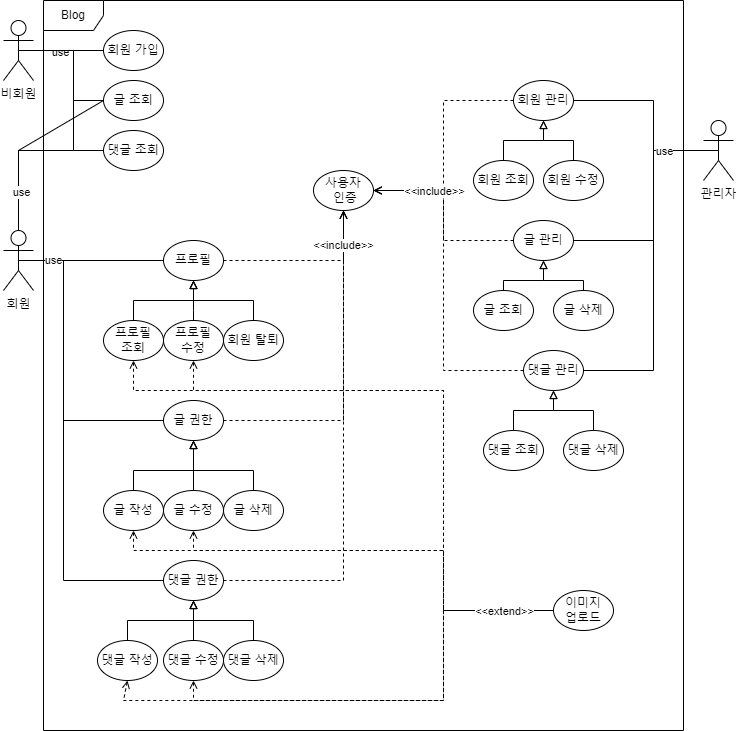 Blog
use
회원 가입
비회원
글 조회
댓글 조회
회원 관리
use
관리자
회원 조회
회원 수정
사용자
인증
<<include>>
use
<<include>>
글 관리
회원
use
프로필
글 조회
글 삭제
프로필
조회
프로필
수정
회원 탈퇴
댓글 관리
글 권한
댓글 조회
댓글 삭제
글 작성
글 수정
글 삭제
댓글 권한
<<extend>>
이미지
업로드
댓글 작성
댓글 수정
댓글 삭제